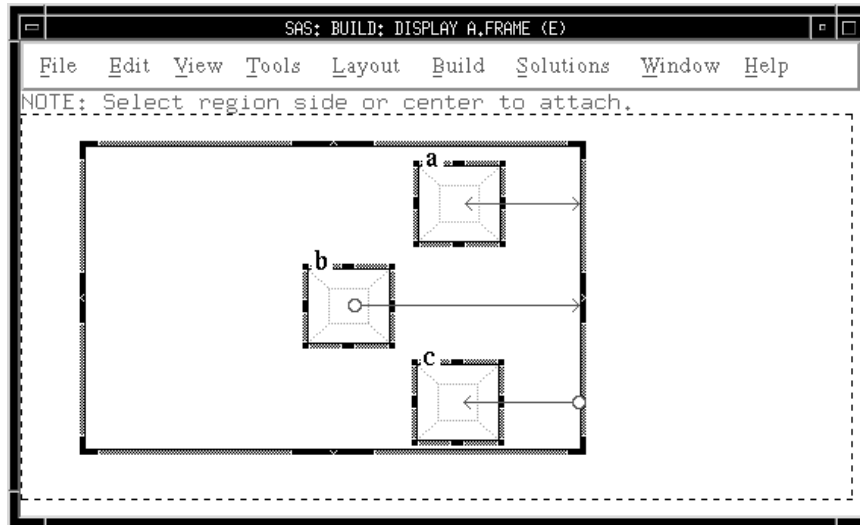 SAS: BUILD: DISPLAY A.FRAME (E)
File Edit View Tools Layout Build Solutions Window Help
NOTE: Select region side or center to attach.
a
b
c